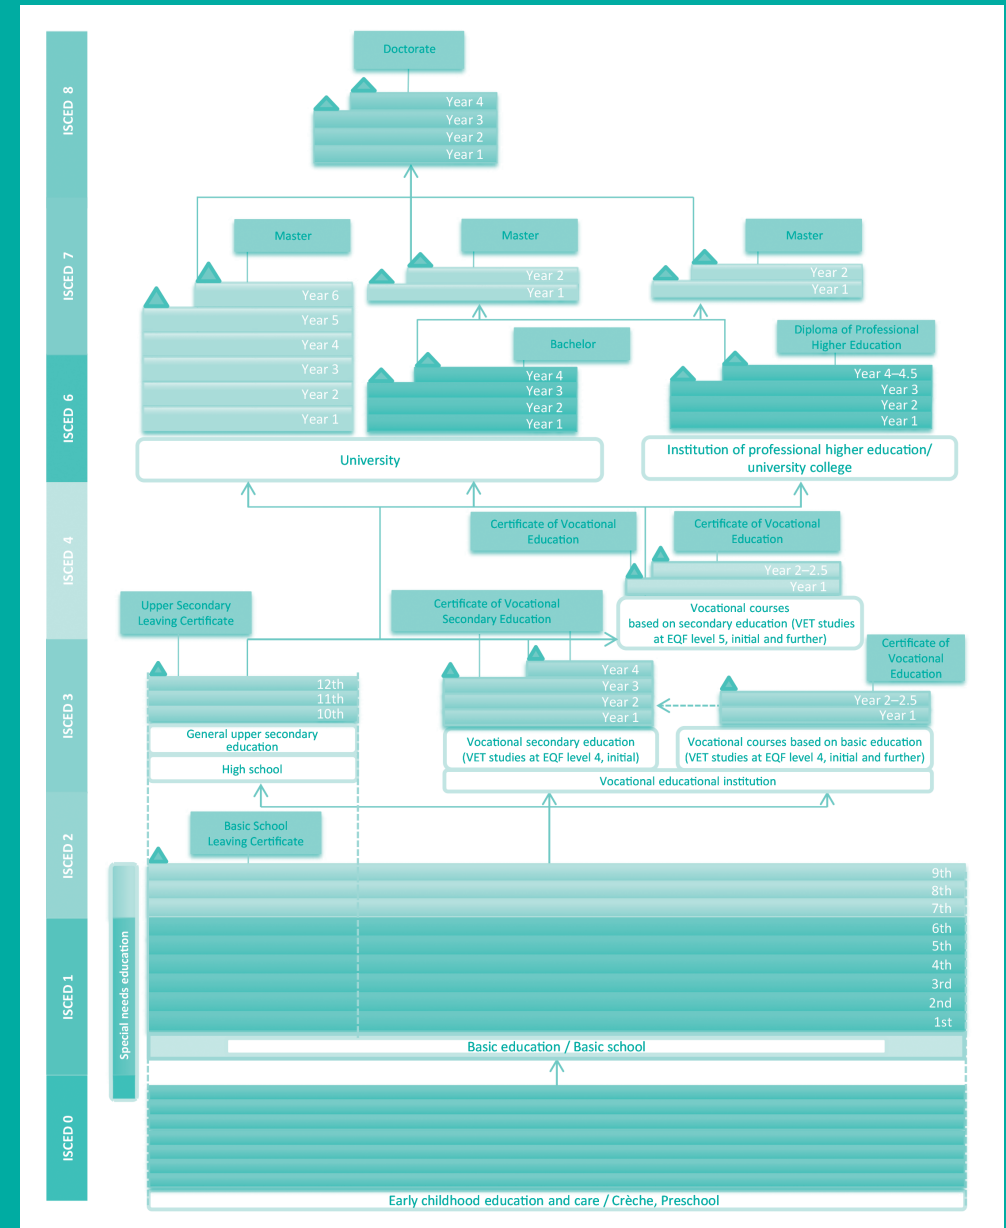 ISCED 8
Doctorate
Year 4
Year 3
Year 2
Year 1
ISCED 7
Master
Master
Master
Year 6
Year 5
Year 4
Year 3
Year 2
Year 1
Year 2
Year 1
Year 2
Year 1
ISCED 6
Bachelor
Year 4
Year 3
Year 2
Year 1
Diploma of Professional
Higher Education
Year 4–4.5
Year 3
Year 2
Year 1
University
Institution of professional higher education/
university college
ISCED 4
Certificate of Vocational
Education
Certificate of Vocational
Education
Year 2–2.5
Year 1
Vocational courses
based on secondary education (VET studies
at EQF level 5, initial and further)
Upper Secondary
Leaving Certificate
Certificate of Vocational
Secondary Education
Certificate of
Vocational
Education
ISCED 3
12th
11th
10th
General upper secondary
education
High school
Year 4
Year 3
Year 2
Year 1
Vocational secondary education
(VET studies at EQF level 4, initial)
Year 2–2.5
Year 1
Vocational courses based on basic education
(VET studies at EQF level 4, initial and further)
Vocational educational institution
ISCED 2
Basic School
Leaving Certificate
9th
8th
7th
ISCED 1
Special needs education
6th
5th
4th
3rd
2nd
1st
Basic education / Basic school
ISCED 0
Early childhood education and care / Crèche, Preschool